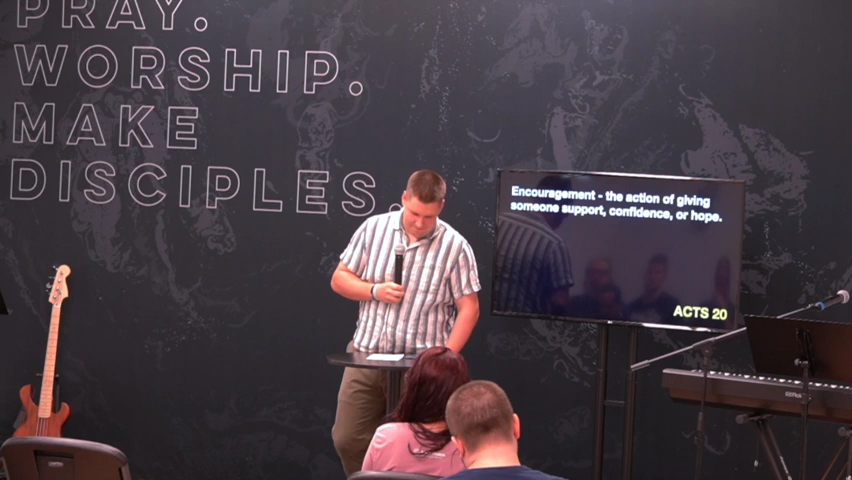 PRAY.
WORSHIP.
MAKE
DISCIPLES.
Encouragement - the action of giving
someone support, confidence, or hope.
ACTS 20